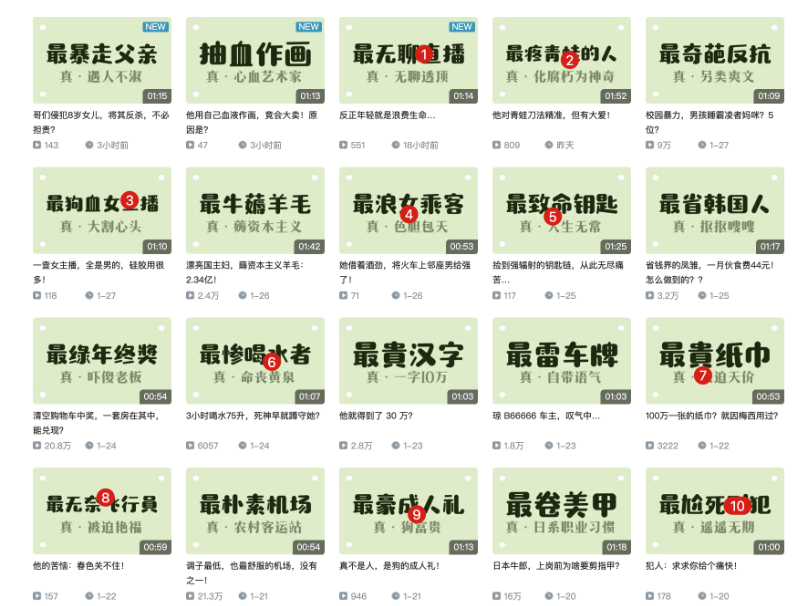 NEW
最暴走父亲
真·遇人不淑
01:15
哥们侵犯8岁女儿，将其反杀，不必
担责?
143 3小时前
NEW
抽血作画
真·心血艺术家
01:13
他用自己血液作画，竟会大卖！原
因是?
47 3小时前
NEW
最无聊直播
1
真·无聊透顶
01:14
反正年轻就是浪费生命…
551 18小时前
最疼青蛙的人
2
真·化腐朽为神奇
01:52
他对青蛙刀法精准，但有大爱！
809 昨天
最奇葩反抗
真·另类爽文
01:09
校园暴力，男孩睡霸凌者妈咪? 5
位?
9万 1-27
最狗血女主播
3
真·大割心头
01:10
一查女主播，全是男的，硅胶用很
多！
118 1-27
最牛薅羊毛
真·薅资本主义
01:42
漂亮国主妇，薅资本主义羊毛：
2.34亿！
2.4万 1-26
最浪女乘客
4
真·色胆包天
00:53
她借着酒劲，将火车上邻座男给强
了！
71 1-26
最致命钥匙
5
真·人生无常
01:25
捡到强辐射的钥匙链，从此无尽痛
苦…
117 1-25
最省韩国人
真·抠抠嗖嗖
01:17
省钱界的凤雏，一月伙食费44元！
怎么做到的? ?
3.2万 1-25
最绿年终奖
真·吓傻老板
00:54
清空购物车中奖，一套房在其中，
能兑现?
20.8万 1-24
最惨喝水者
6
真·命丧黄泉
01:07
3小时喝水75升，死神早就蹲守她?
6057 1-24
最貴汉字
真·一字10万
01:03
他就得到了 30 万?
2.8万 1-23
最雷车牌
真·自带语气
01:03
琼 B66666 车主，叹气中…
1.8万 1-23
最貴纸巾
7
真·迫天价
00:53
100万一张的纸巾? 就因梅西用过?
3222 1-22
最无奈飞行員
8
真·被迫艳福
00:59
他的苦恼：春色关不住！
157 1-22
最朴素机场
真·农村客运站
00:54
调子最低，也最舒服的机场，没有
之一！
21.3万 1-21
最豪成人礼
9
真·狗富贵
01:13
真不是人，是狗的成人礼！
946 1-21
最卷美甲
真·日系职业习惯
01:18
日本牛郎，上岗前为啥要剪指甲?
16万 1-20
最尬死犯
10
真·遥遥无期
01:00
犯人：求求你给个痛快！
178 1-20